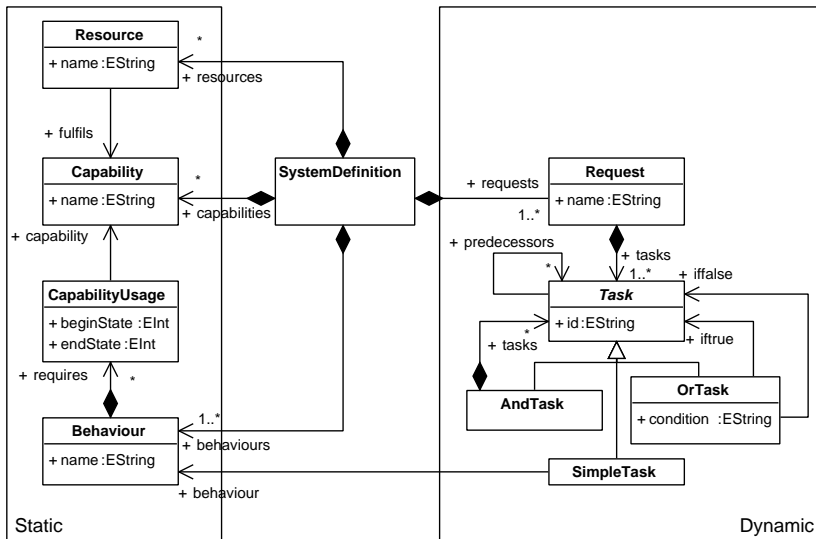 Resource
+ name :EString
*
+ resources
+ fulfils
Capability
+ name :EString
*
+ capabilities
SystemDefinition
+ requests
1..*
Request
+ name :EString
+ capability
+ predecessors
*
+ tasks
1..*
+ iffalse
CapabilityUsage
+ beginState :EInt
+ endState :EInt
Task
+ id :EString
*
+ tasks
+ iftrue
+ requires
*
AndTask
OrTask
+ condition :EString
Behaviour
+ name :EString
1..*
+ behaviours
+ behaviour
SimpleTask
Static
Dynamic